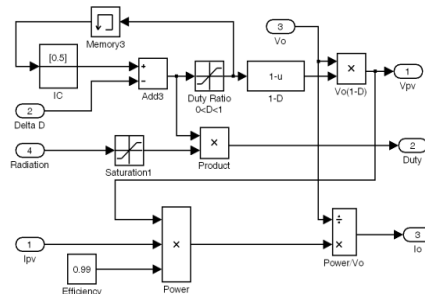 Memory3
3
Vo
[0.5]
IC
+
−
Add3
Duty Ratio
0<D<1
1-u
1-D
×
Vo(1-D)
1
Vpv
2
Delta D
4
Radiation
Saturation1
×
Product
2
Duty
1
Ipv
0.99
Efficiency
×
Power
÷
×
Power/Vo
3
Io